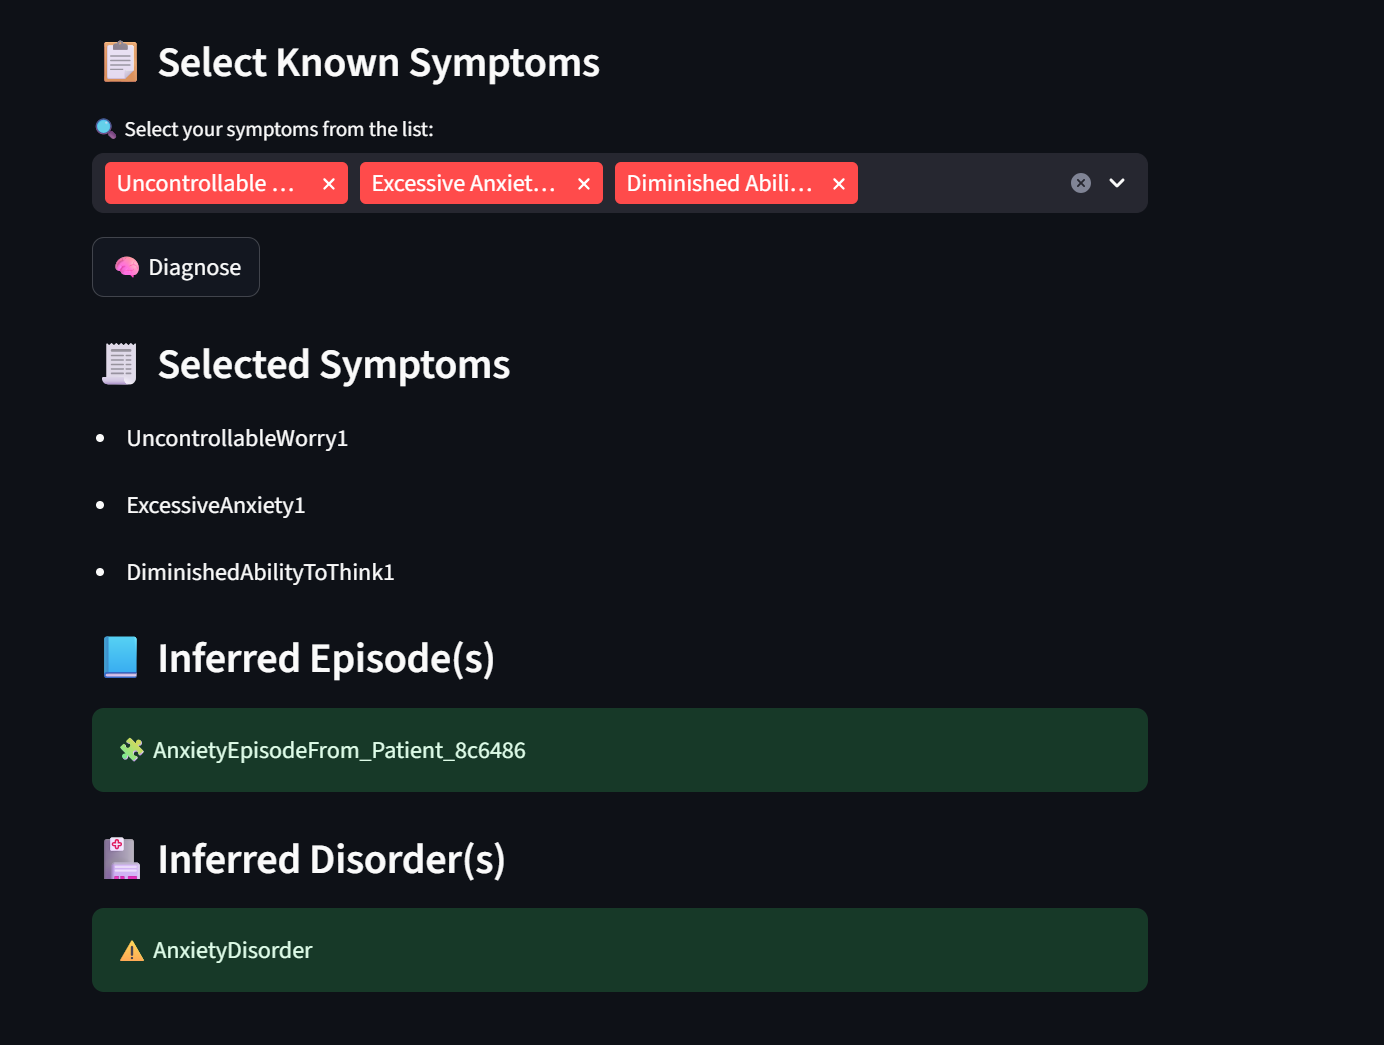 Select Known Symptoms
Select your symptoms from the list:
Uncontrollable ... Excessive Anxiet... Diminished Abili...
Diagnose
Selected Symptoms
UncontrollableWorry1
ExcessiveAnxiety1
DiminishedAbilityToThink1
Inferred Episode(s)
AnxietyEpisodeFrom_Patient_8c6486
Inferred Disorder(s)
AnxietyDisorder